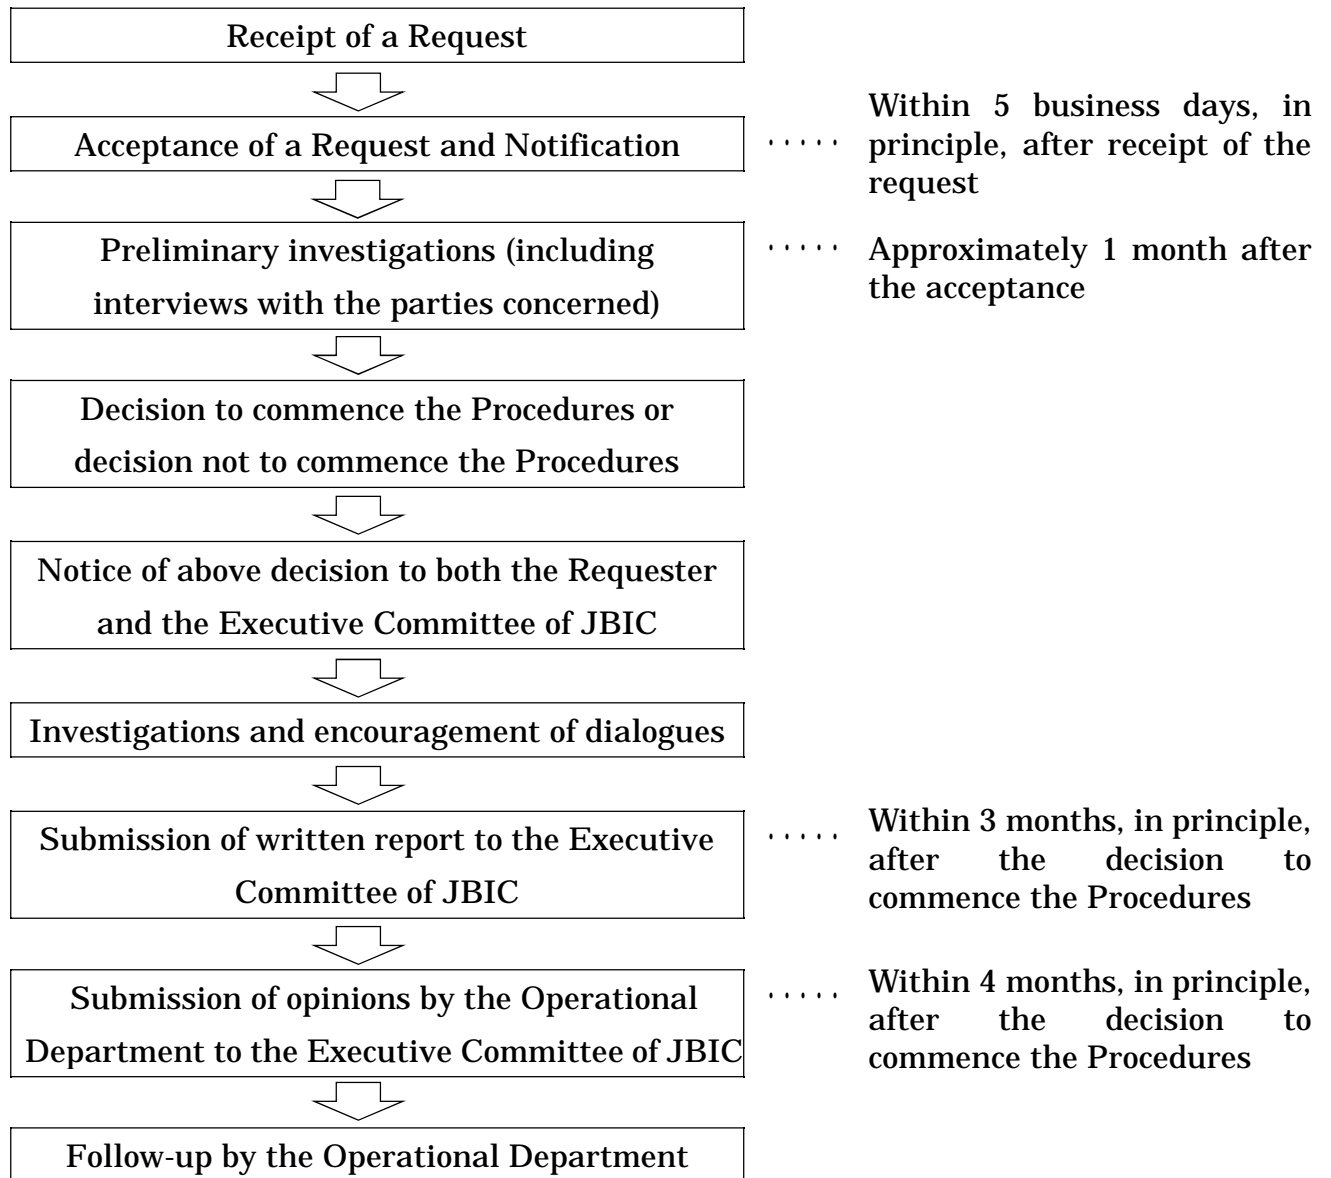 Receipt of a Request
Acceptance of a Request and Notification
Within 5 business days, in
principle, after receipt of the
request
Preliminary investigations (including
interviews with the parties concerned)
Approximately 1 month after
the acceptance
Decision to commence the Procedures or
decision not to commence the Procedures
Notice of above decision to both the Requester
and the Executive Committee of JBIC
Investigations and encouragement of dialogues
Submission of written report to the Executive
Committee of JBIC
Within 3 months, in principle,
after the decision to
commence the Procedures
Submission of opinions by the Operational
Department to the Executive Committee of JBIC
Within 4 months, in principle,
after the decision to
commence the Procedures
Follow-up by the Operational Department